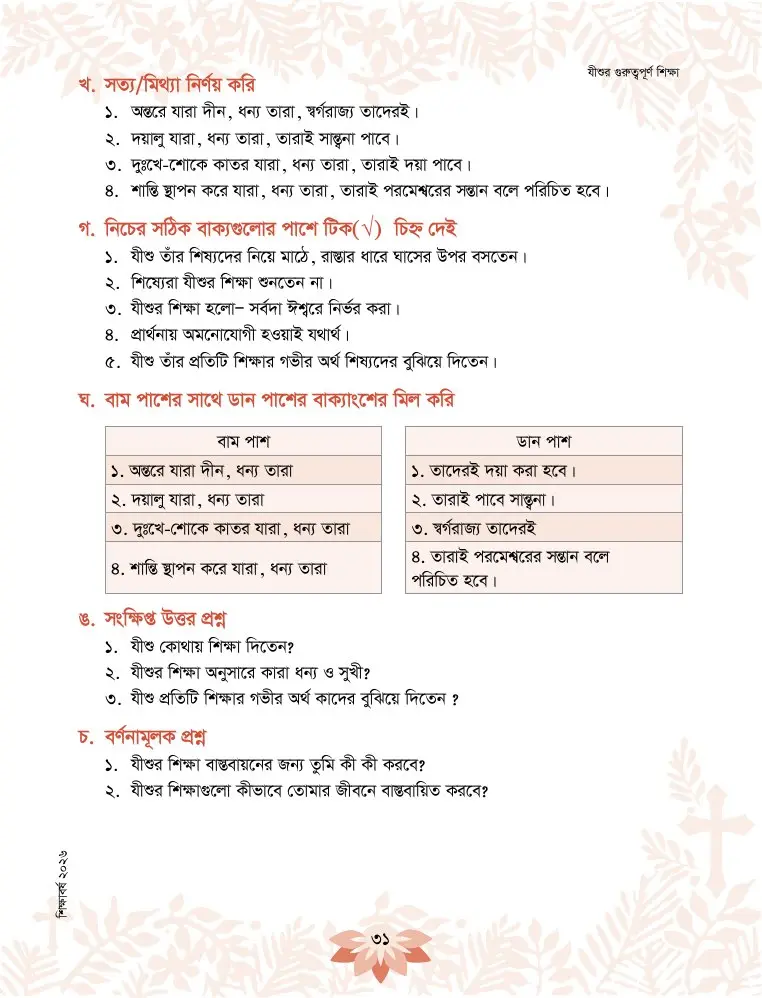 যীশুর গুরুত্বপূর্ণ শিক্ষা
খ. সত্য/মিথ্যা নির্ণয় করি
১. অন্তরে যারা দীন, ধন্য তারা, স্বর্গরাজ্য তাদেরই।
২. দয়ালু যারা, ধন্য তারা, তারাই সান্ত্বনা পাবে।
৩. দুঃখে-শোকে কাতর যারা, ধন্য তারা, তারাই দয়া পাবে।
৪. শান্তি স্থাপন করে যারা, ধন্য তারা, তারাই পরমেশ্বরের সন্তান বলে পরিচিত হবে।
গ. নিচের সঠিক বাক্যগুলোর পাশে টিক(√) চিহ্ন দেই
১. যীশু তাঁর শিষ্যদের নিয়ে মাঠে, রাস্তার ধারে ঘাসের উপর বসতেন।
২. শিষ্যেরা যীশুর শিক্ষা শুনতেন না।
৩. যীশুর শিক্ষা হলো– সর্বদা ঈশ্বরে নির্ভর করা।
৪. প্রার্থনায় অমনোযোগী হওয়াই যথার্থ।
৫. যীশু তাঁর প্রতিটি শিক্ষার গভীর অর্থ শিষ্যদের বুঝিয়ে দিতেন।
ঘ. বাম পাশের সাথে ডান পাশের বাক্যাংশের মিল করি
বাম পাশ
১. অন্তরে যারা দীন, ধন্য তারা
২. দয়ালু যারা, ধন্য তারা
৩. দুঃখে-শোকে কাতর যারা, ধন্য তারা
৪. শান্তি স্থাপন করে যারা, ধন্য তারা
ডান পাশ
১. তাদেরই দয়া করা হবে।
২. তারাই পাবে সান্ত্বনা।
৩. স্বর্গরাজ্য তাদেরই
৪. তারাই পরমেশ্বরের সন্তান বলে
পরিচিত হবে।
ঙ. সংক্ষিপ্ত উত্তর প্রশ্ন
১. যীশু কোথায় শিক্ষা দিতেন?
২. যীশুর শিক্ষা অনুসারে কারা ধন্য ও সুখী?
৩. যীশু প্রতিটি শিক্ষার গভীর অর্থ কাদের বুঝিয়ে দিতেন ?
চ. বর্ণনামূলক প্রশ্ন
১. যীশুর শিক্ষা বাস্তবায়নের জন্য তুমি কী কী করবে?
২. যীশুর শিক্ষাগুলো কীভাবে তোমার জীবনে বাস্তবায়িত করবে?
শিক্ষাবর্ষ ২০২৬
৩১